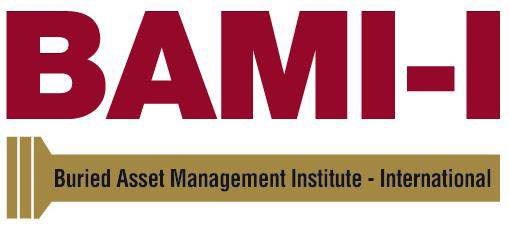 BAMI-I
Buried Asset Management Institute - International